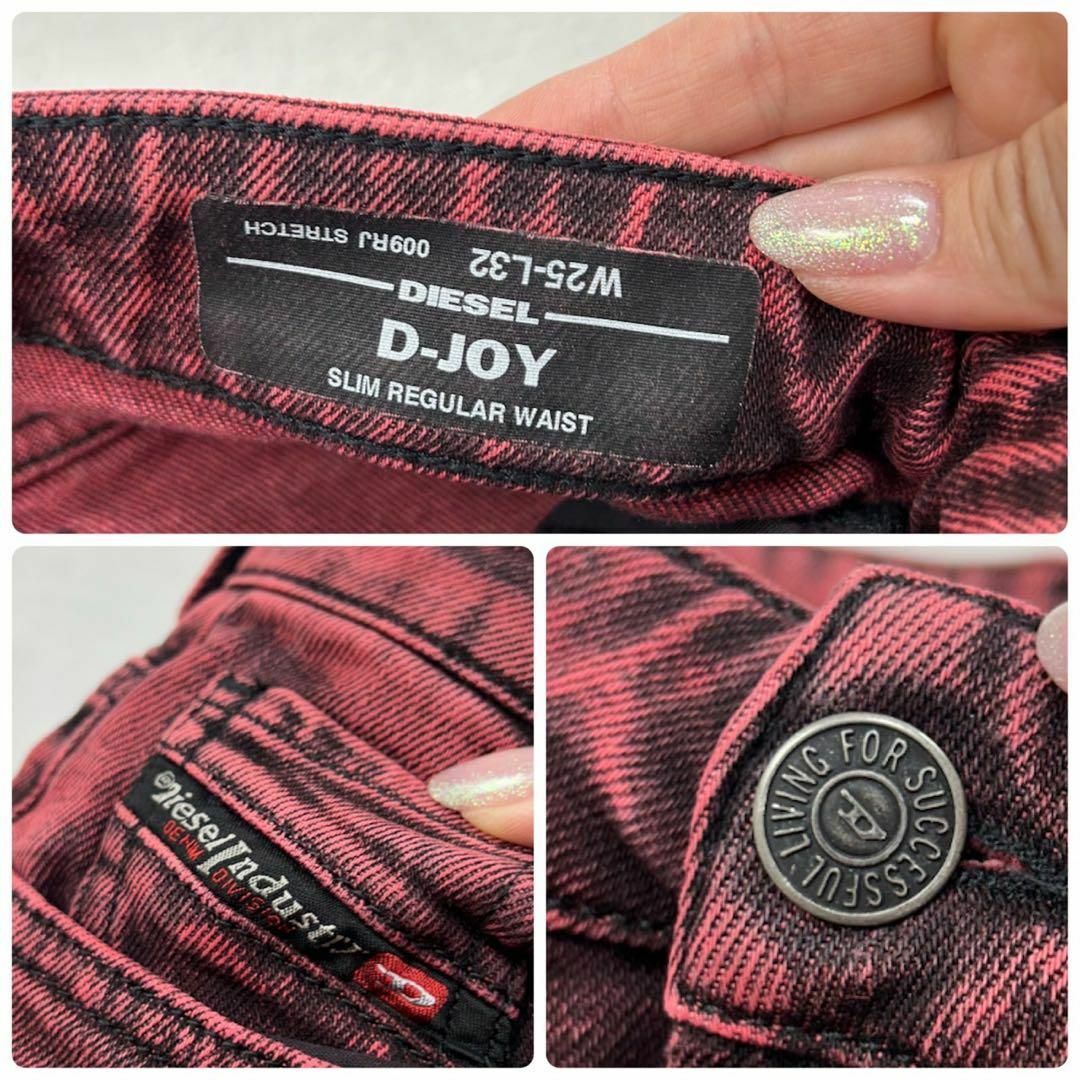 009RJ STRETCH
W25-L32
DIESEL
D-JOY
SLIM REGULAR WAIST
Diesel Industry
DENIM DIVISION
D
FOR SUCCESSFUL LIVING
D